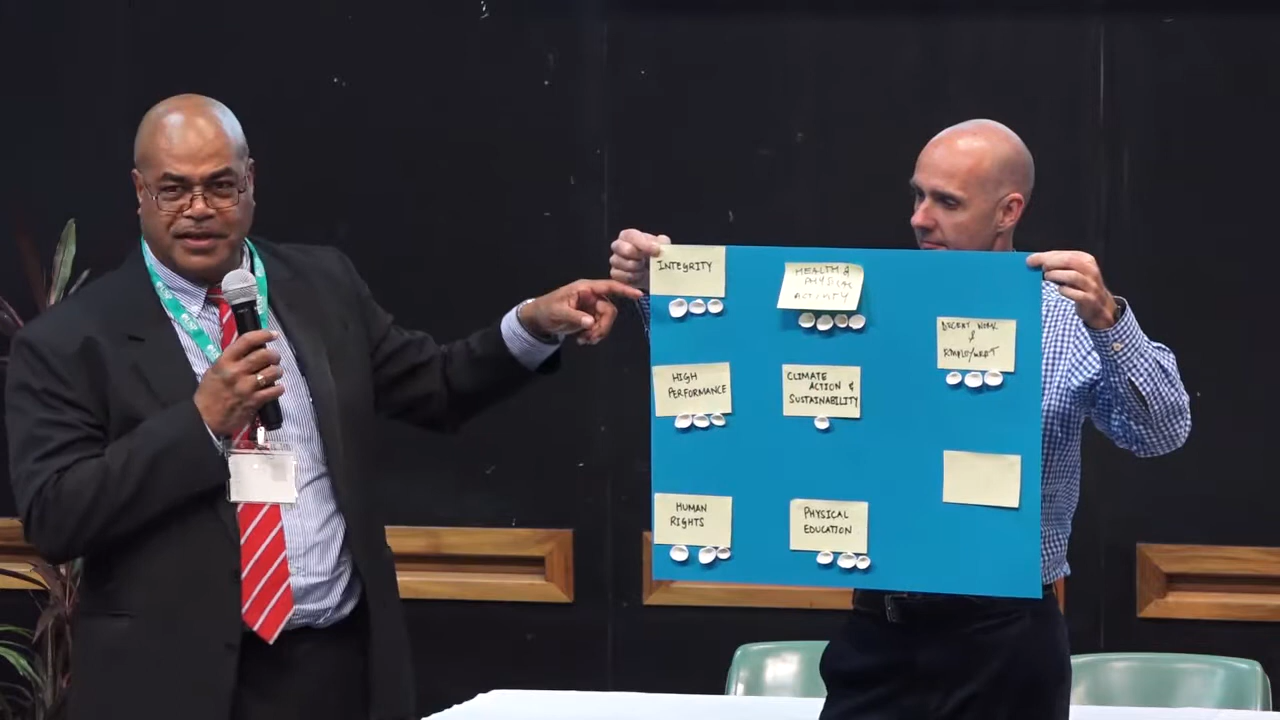 INTEGRITY
HEALTH &
PHYSICAL
ACTIVITY
DECENT WORK
&
EMPLOYMENT
HIGH
PERFORMANCE
CLIMATE
ACTION &
SUSTAINABILITY
HUMAN
RIGHTS
PHYSICAL
EDUCATION